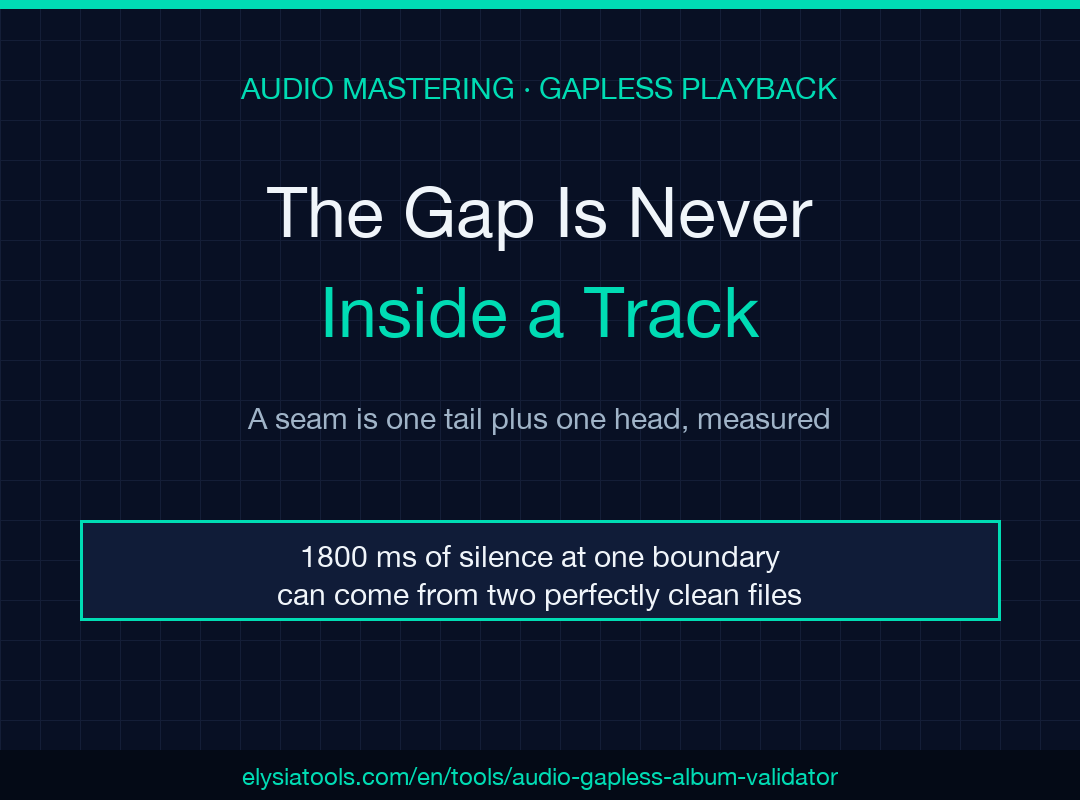 AUDIO MASTERING · GAPLESS PLAYBACK
The Gap Is Never
Inside a Track
A seam is one tail plus one head, measured
1800 ms of silence at one boundary
can come from two perfectly clean files
elysiatools.com/en/tools/audio-gapless-album-validator